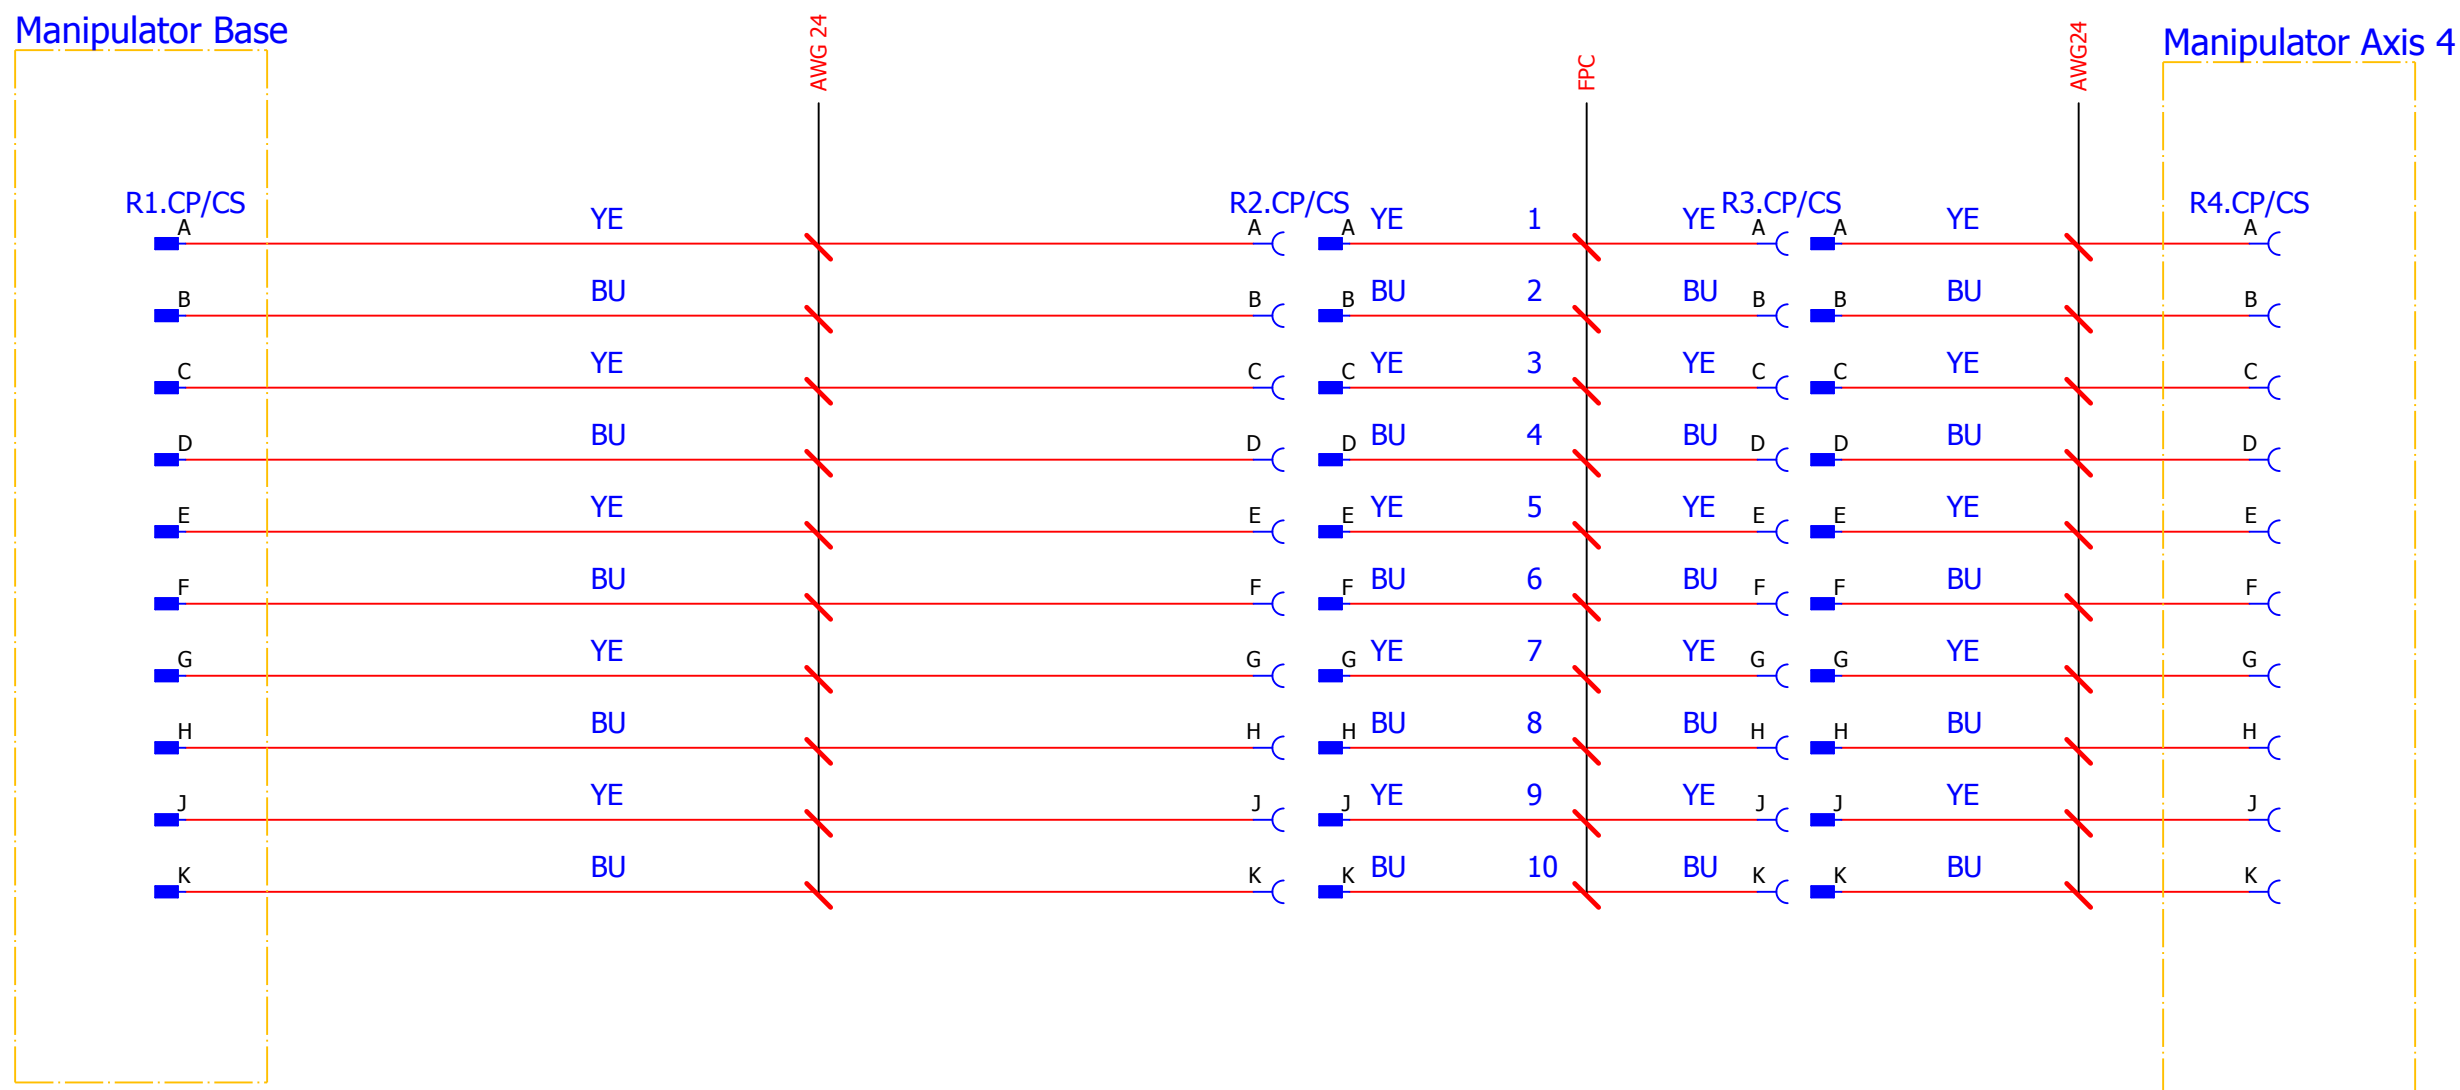 Manipulator Base
AWG 24
FPC
AWG24
Manipulator Axis 4
R1.CP/CS R2.CP/CS R3.CP/CS R4.CP/CS
A YE A A YE 1 YE A A YE A
B BU B B BU 2 BU B B BU B
C YE C C YE 3 YE C C YE C
D BU D D BU 4 BU D D BU D
E YE E E YE 5 YE E E YE E
F BU F F BU 6 BU F F BU F
G YE G G YE 7 YE G G YE G
H BU H H BU 8 BU H H BU H
J YE J J YE 9 YE J J YE J
K BU K K BU 10 BU K K BU K